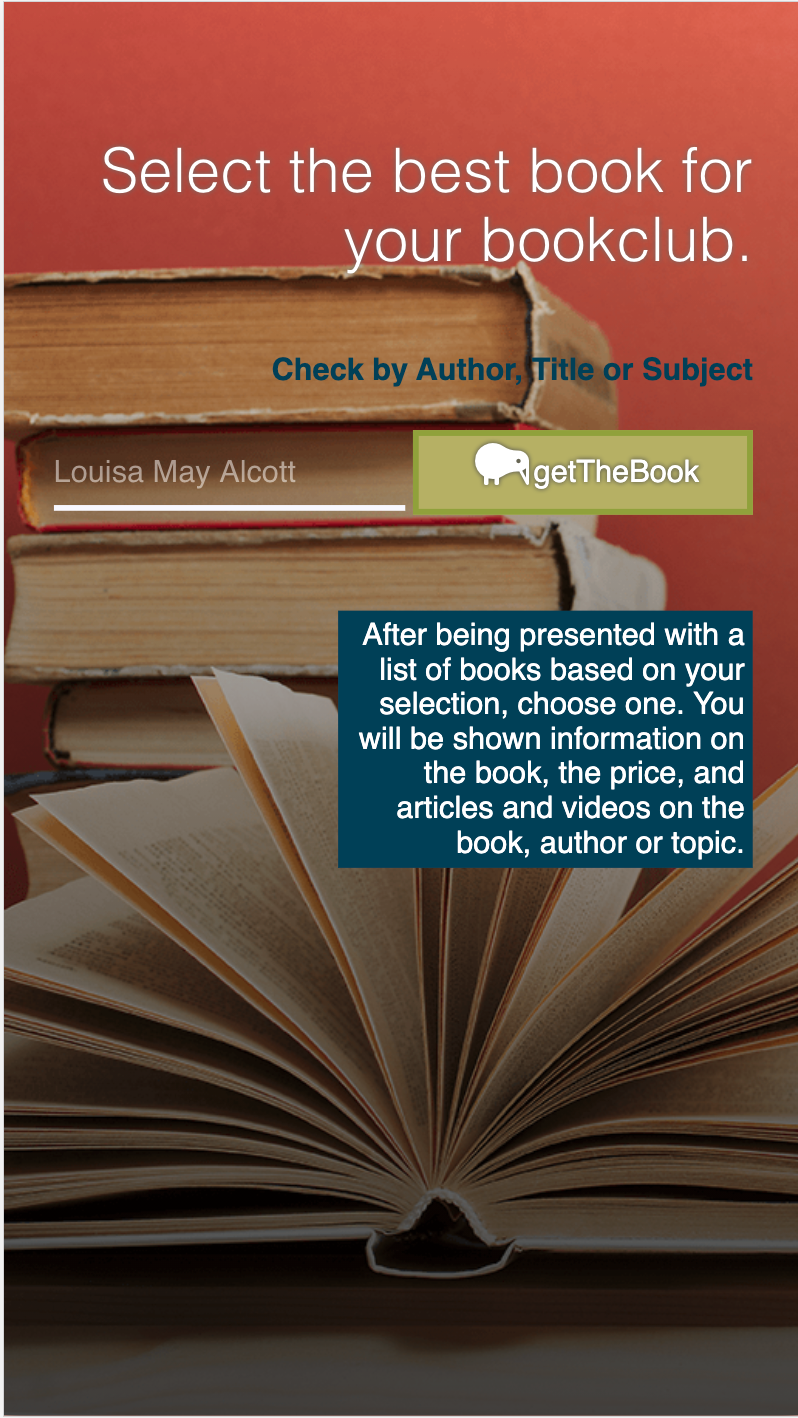 Select the best book for
your bookclub.
Check by Author, Title or Subject
Louisa May Alcott
getTheBook
After being presented with a
list of books based on your
selection, choose one. You
will be shown information on
the book, the price, and
articles and videos on the
book, author or topic.